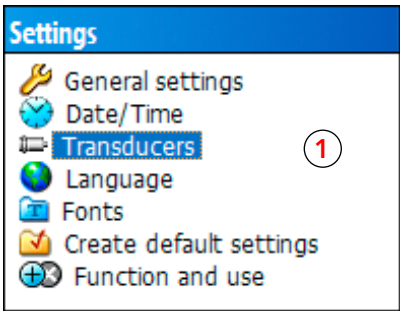 Settings
General settings
Date/Time
Transducers
1
Language
Fonts
Create default settings
Function and use